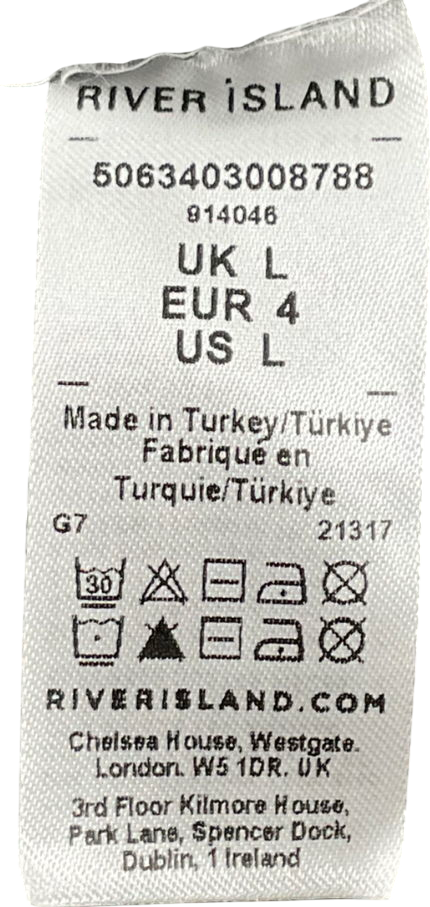 RIVER iSLAND
5063403008788
914046
UK L
EUR 4
US L
Made in Turkey/Türkiye
Fabriqué en
Turquie/Türkiye
G7 21317
30
RIVERISLAND.COM
Chelsea House, Westgate.
London. W5 1DR. UK
3rd Floor Kilmore House,
Park Lane, Spencer Dock,
Dublin, 1 Ireland